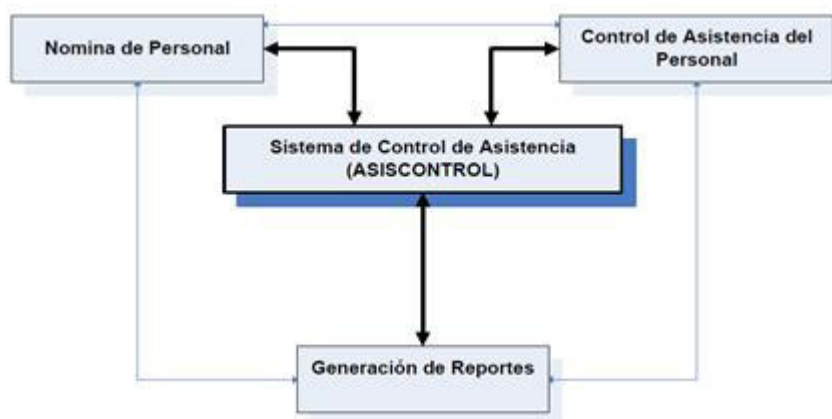 Nomina de Personal
Control de Asistencia del
Personal
Sistema de Control de Asistencia
(ASISCONTROL)
Generación de Reportes